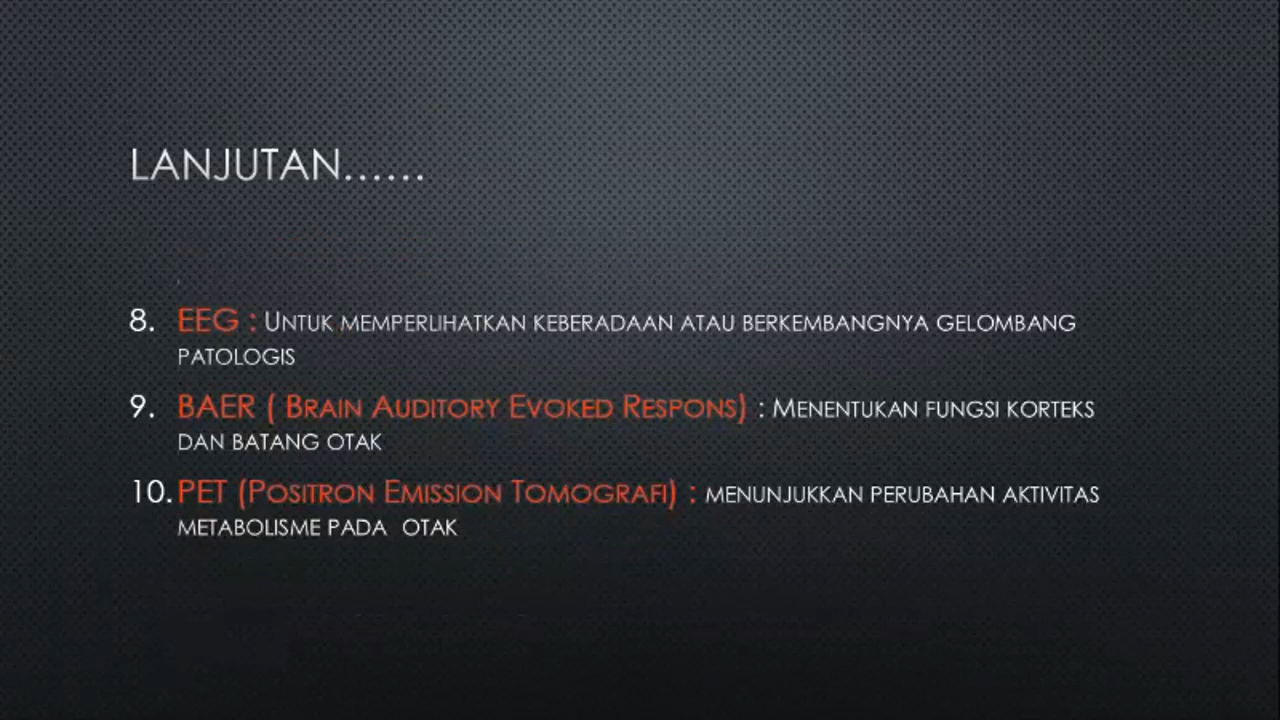 LANJUTAN......
8. EEG : UNTUK MEMPERLIHATKAN KEBERADAAN ATAU BERKEMBANGNYA GELOMBANG
PATOLOGIS
9. BAER ( BRAIN AUDITORY EVOKED RESPONS) : MENENTUKAN FUNGSI KORTEKS
DAN BATANG OTAK
10. PET (POSITRON EMISSION TOMOGRAFI) : MENUNJUKKAN PERUBAHAN AKTIVITAS
METABOLISME PADA OTAK